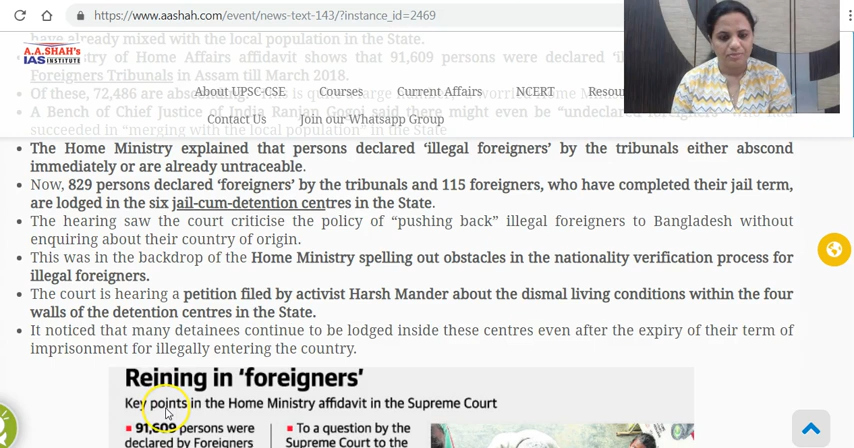 https://www.aashah.com/event/news-text-143/?instance_id=2469
have already mixed with the local population in the State.
A.A.SHAH'S
IAS INSTITUTE
istry of Home Affairs affidavit shows that 91,609 persons were declared
Foreigners Tribunals in Assam till March 2018.
About UPSC CSE
Courses
Current Affairs
NCERT
Resour
Of these, 72,486 are abs
A Bench of Chief Justice of India Ranjan Gogoi said there might even be "undeclared
Contact Us
Join our Whatsapp Group
succeeded in "merging with the local population" in the State
The Home Ministry explained that persons declared 'illegal foreigners' by the tribunals either abscond
immediately or are already untraceable.
Now, 829 persons declared 'foreigners' by the tribunals and 115 foreigners, who have completed their jail term,
are lodged in the six jail-cum-detention centres in the State.
The hearing saw the court criticise the policy of "pushing back" illegal foreigners to Bangladesh without
enquiring about their country of origin.
This was in the backdrop of the Home Ministry spelling out obstacles in the nationality verification process for
illegal foreigners.
The court is hearing a petition filed by activist Harsh Mander about the dismal living conditions within the four
walls of the detention centres in the State.
It noticed that many detainees continue to be lodged inside these centres even after the expiry of their term of
imprisonment for illegally entering the country.
Reining in 'foreigners'
Key points in the Home Ministry affidavit in the Supreme Court
91,609 persons were
declared by Foreigners
To a question by the
Supreme Court to the